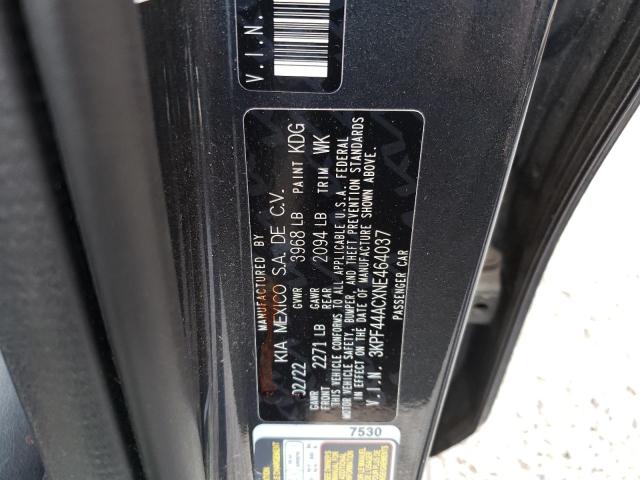 V.I.N.
MANUFACTURED BY
KIA MEXICO S.A. DE C.V.
02/22 GVWR 3968 LB PAINT KDG
GAWR FRONT 2271 LB GAWR REAR 2094 LB TRIM WK
THIS VEHICLE CONFORMS TO ALL APPLICABLE U.S.A. FEDERAL
MOTOR VEHICLE SAFETY, BUMPER, AND THEFT PREVENTION STANDARDS
IN EFFECT ON THE DATE OF MANUFACTURE SHOWN ABOVE.
V.I.N. 3KPF44ACXNE464037
PASSENGER CAR
7530